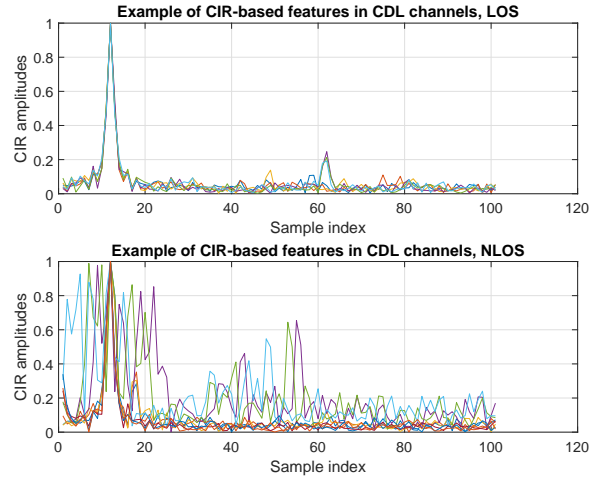 Example of CIR-based features in CDL channels, LOS
1
0.8
0.6
0.4
0.2
0
CIR amplitudes
0 20 40 60 80 100 120
Sample index
Example of CIR-based features in CDL channels, NLOS
1
0.8
0.6
0.4
0.2
0
CIR amplitudes
0 20 40 60 80 100 120
Sample index